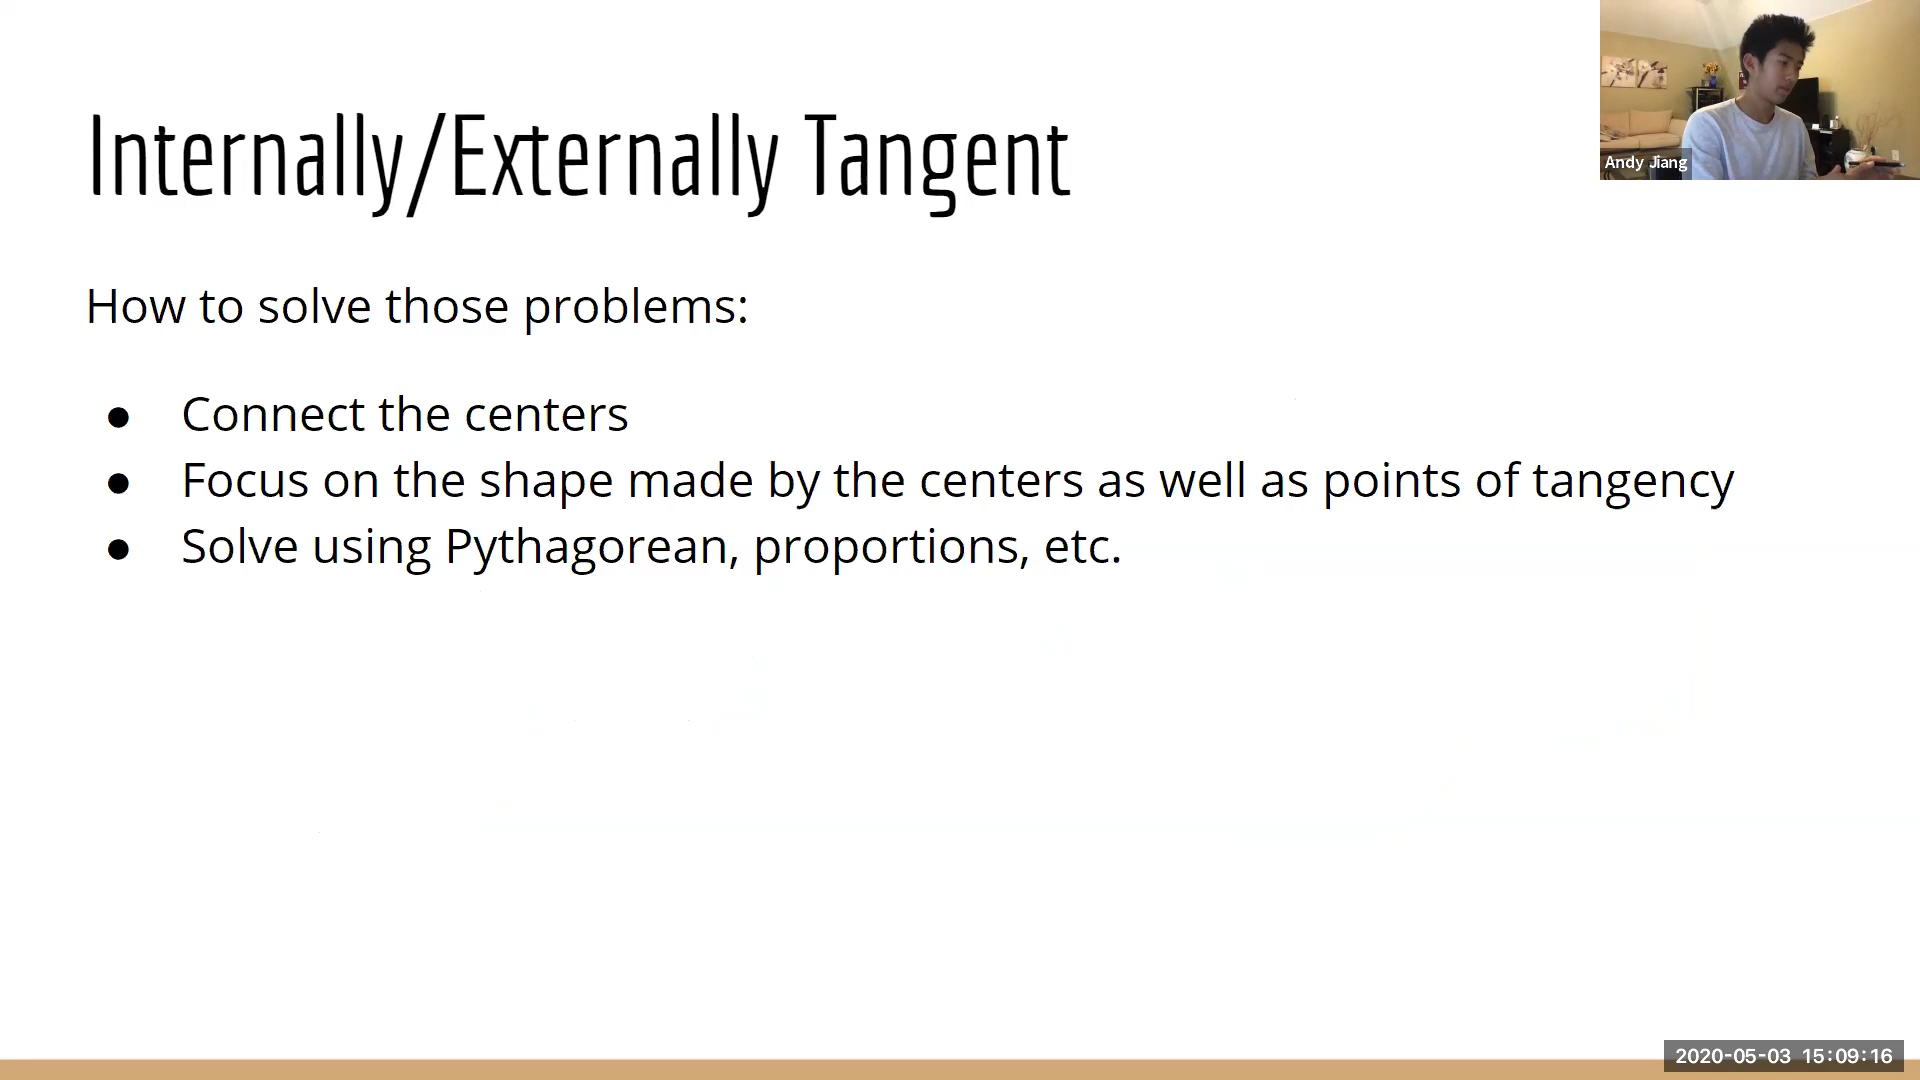 Internally/Externally Tangent
How to solve those problems:
● Connect the centers
● Focus on the shape made by the centers as well as points of tangency
● Solve using Pythagorean, proportions, etc.
Andy Jiang
2020-05-03 15:09:16